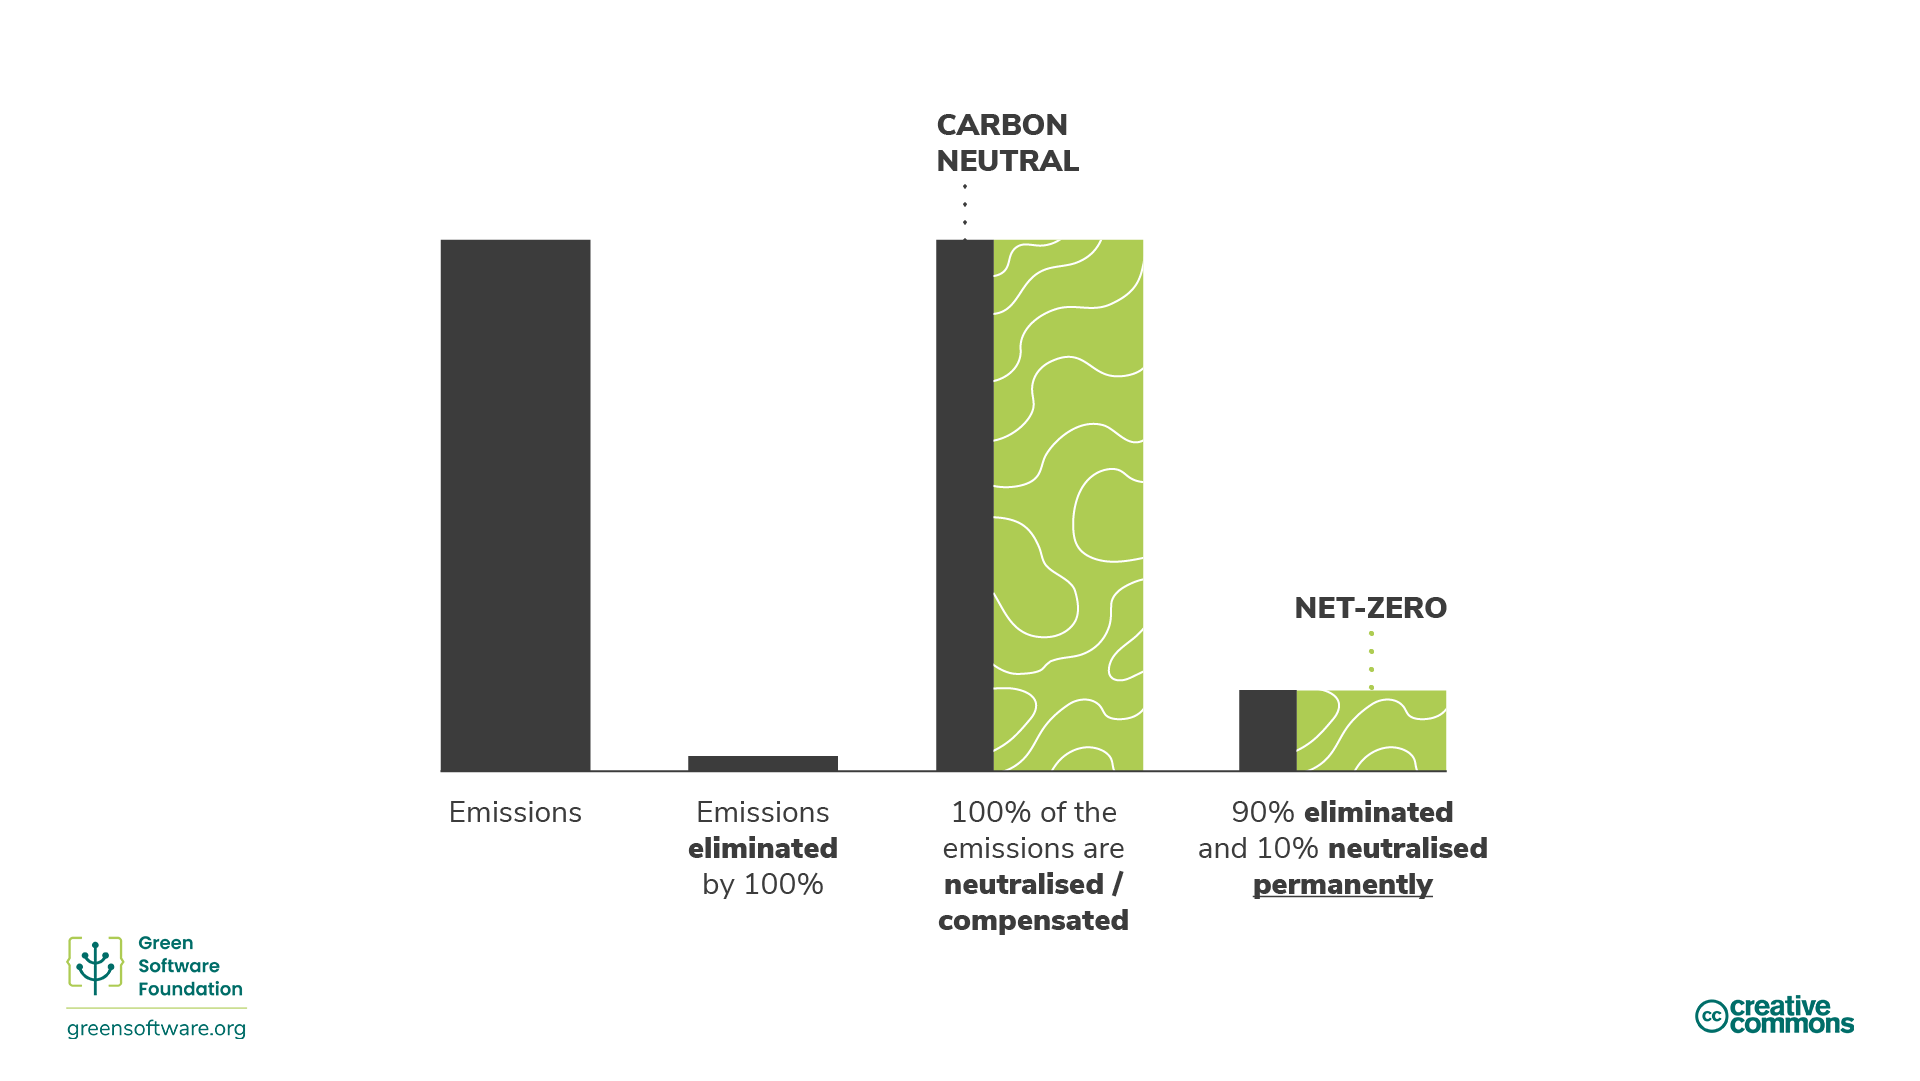 CARBON
NEUTRAL
NET-ZERO
Emissions
Emissions
eliminated
by 100%
100% of the
emissions are
neutralised /
compensated
90% eliminated
and 10% neutralised
permanently
Green
Software
Foundation
greensoftware.org
cc creative
commons